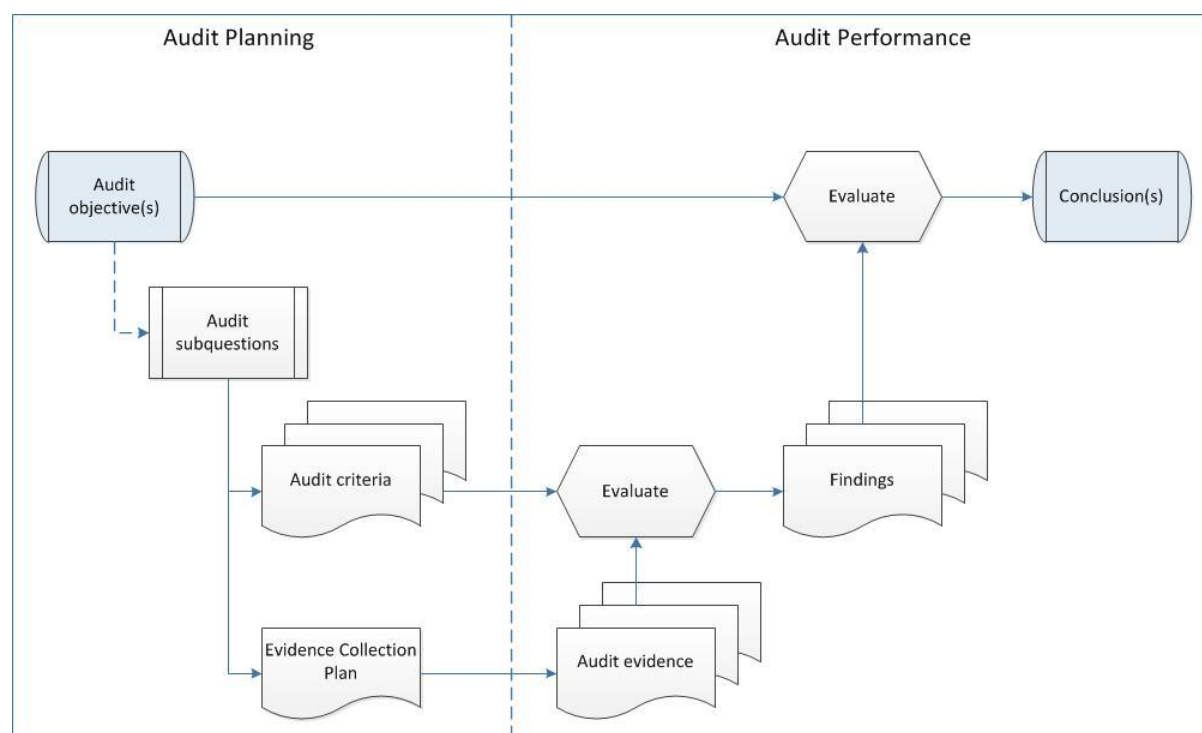 Audit Planning
Audit Performance
Audit
objective(s)
Evaluate
Conclusion(s)
Audit
subquestions
Audit criteria
Evaluate
Findings
Evidence Collection
Plan
Audit evidence